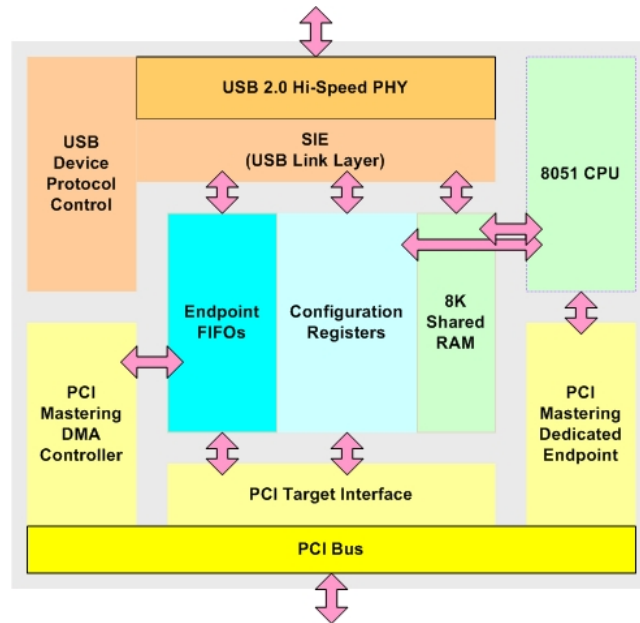 USB 2.0 Hi-Speed PHY
USB
Device
Protocol
Control
SIE
(USB Link Layer)
8051 CPU
Endpoint
FIFOs
Configuration
Registers
8K
Shared
RAM
PCI
Mastering
DMA
Controller
PCI
Mastering
Dedicated
Endpoint
PCI Target Interface
PCI Bus